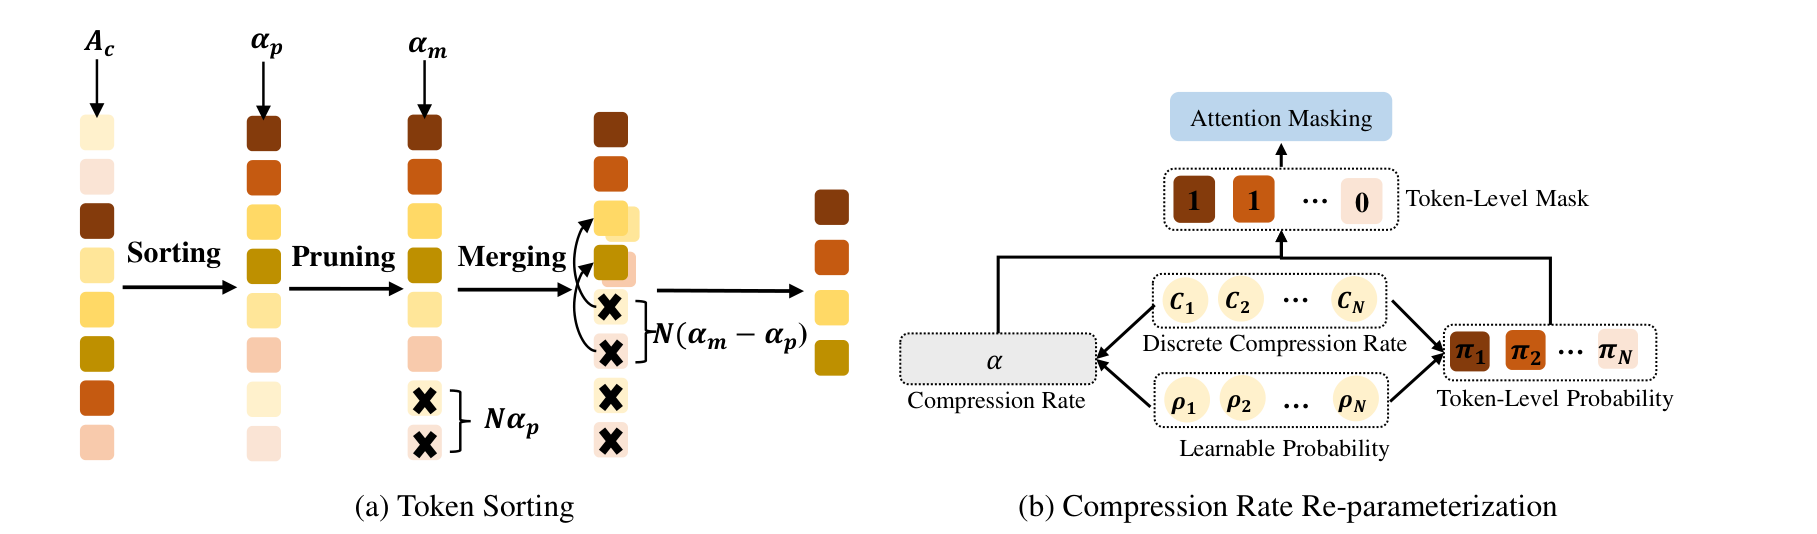 A_c
α_p
α_m
Sorting
Pruning
Merging
N(α_m − α_p)
Nα_p
(a) Token Sorting
Attention Masking
1 1 ... 0
Token-Level Mask
C_1 C_2 ... C_N
Discrete Compression Rate
α
Compression Rate
π_1 π_2 ... π_N
Token-Level Probability
ρ_1 ρ_2 ... ρ_N
Learnable Probability
(b) Compression Rate Re-parameterization